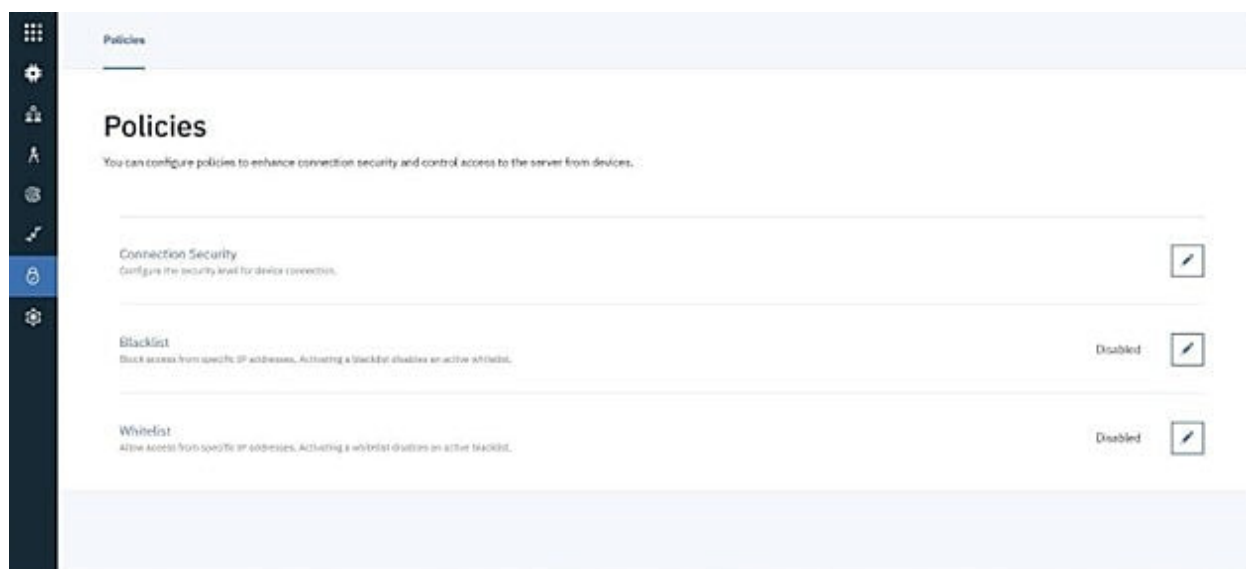 Policies
Policies
You can configure policies to enhance connection security and control access to the server from devices.
Connection Security
Configure the security level for device connection.
Blacklist
Block access from specific IP addresses. Activating a blacklist disables an active whitelist.
Disabled
Whitelist
Allow access from specific IP addresses. Activating a whitelist disables an active blacklist.
Disabled